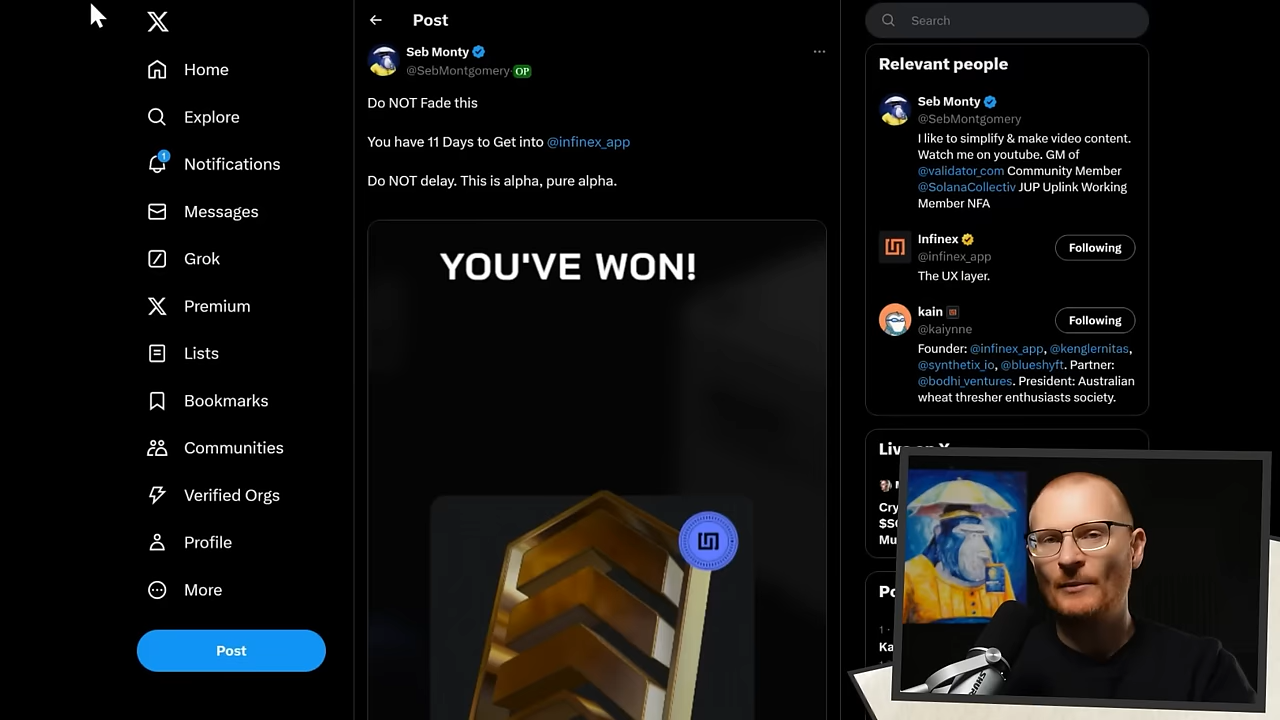 Home
Explore
1
Notifications
Messages
Grok
Premium
Lists
Bookmarks
Communities
Verified Orgs
Profile
More
Post
Post
Seb Monty
@SebMontgomery OP
Do NOT Fade this
You have 11 Days to Get into @infinex_app
Do NOT delay. This is alpha, pure alpha.
YOU'VE WON!
Search
Relevant people
Seb Monty
@SebMontgomery
I like to simplify & make video content.
Watch me on youtube. GM of
@validator_com Community Member
@SolanaCollectiv JUP Uplink Working
Member NFA
Infinex
@infinex_app
Following
The UX layer.
kain
@kaiynne
Following
Founder: @infinex_app, @kenglernitas,
@synthetix_io, @blueshyft. Partner:
@bodhi_ventures. President: Australian
wheat thresher enthusiasts society.
SHURE